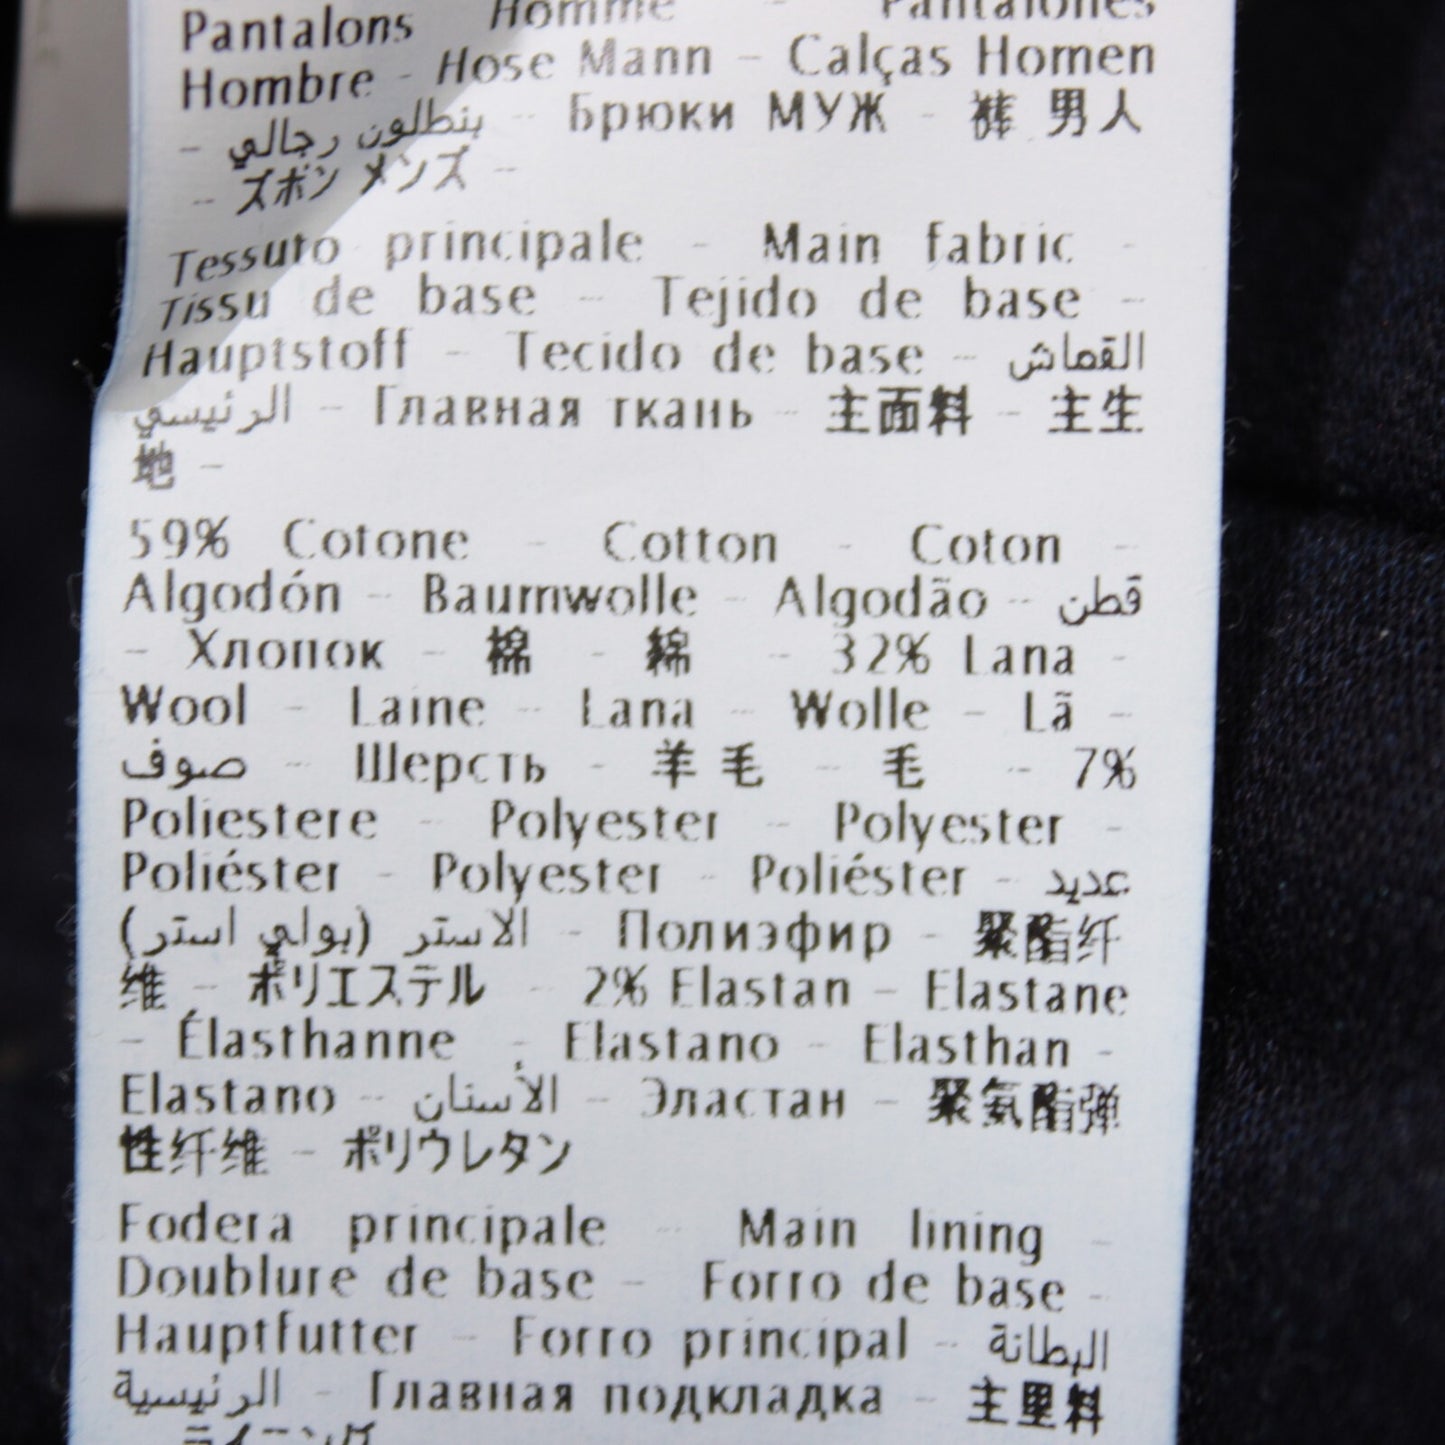 Pantalons Homme - Pantalones
Hombre - Hose Mann - Calças Homen
- بنطلون رجالي - Брюки МУЖ - 裤 男人
- ズボン メンズ -
Tessuto principale - Main fabric -
Tissu de base - Tejido de base -
Hauptstoff - Tecido de base - القماش
الرئيسي - Главная ткань - 主面料 - 主生
地 -
59% Cotone - Cotton - Coton -
Algodón - Baumwolle - Algodão - قطن
- Хлопок - 棉 - 綿 - 32% Lana -
Wool - Laine - Lana - Wolle - Lã -
صوف - Шерсть - 羊毛 - 毛 - 7%
Poliestere - Polyester - Polyester -
Poliéster - Polyester - Poliéster - عديد
الاستر (بولي استر) - Полиэфир - 聚酯纤
维 - ポリエステル - 2% Elastan - Elastane
- Élasthanne - Elastano - Elasthan -
Elastano - الأستان - Эластан - 聚氨酯弹
性纤维 - ポリウレタン
Fodera principale - Main lining -
Doublure de base - Forro de base -
Hauptfutter - Forro principal - البطانة
الرئيسية - Главная подкладка - 主里料